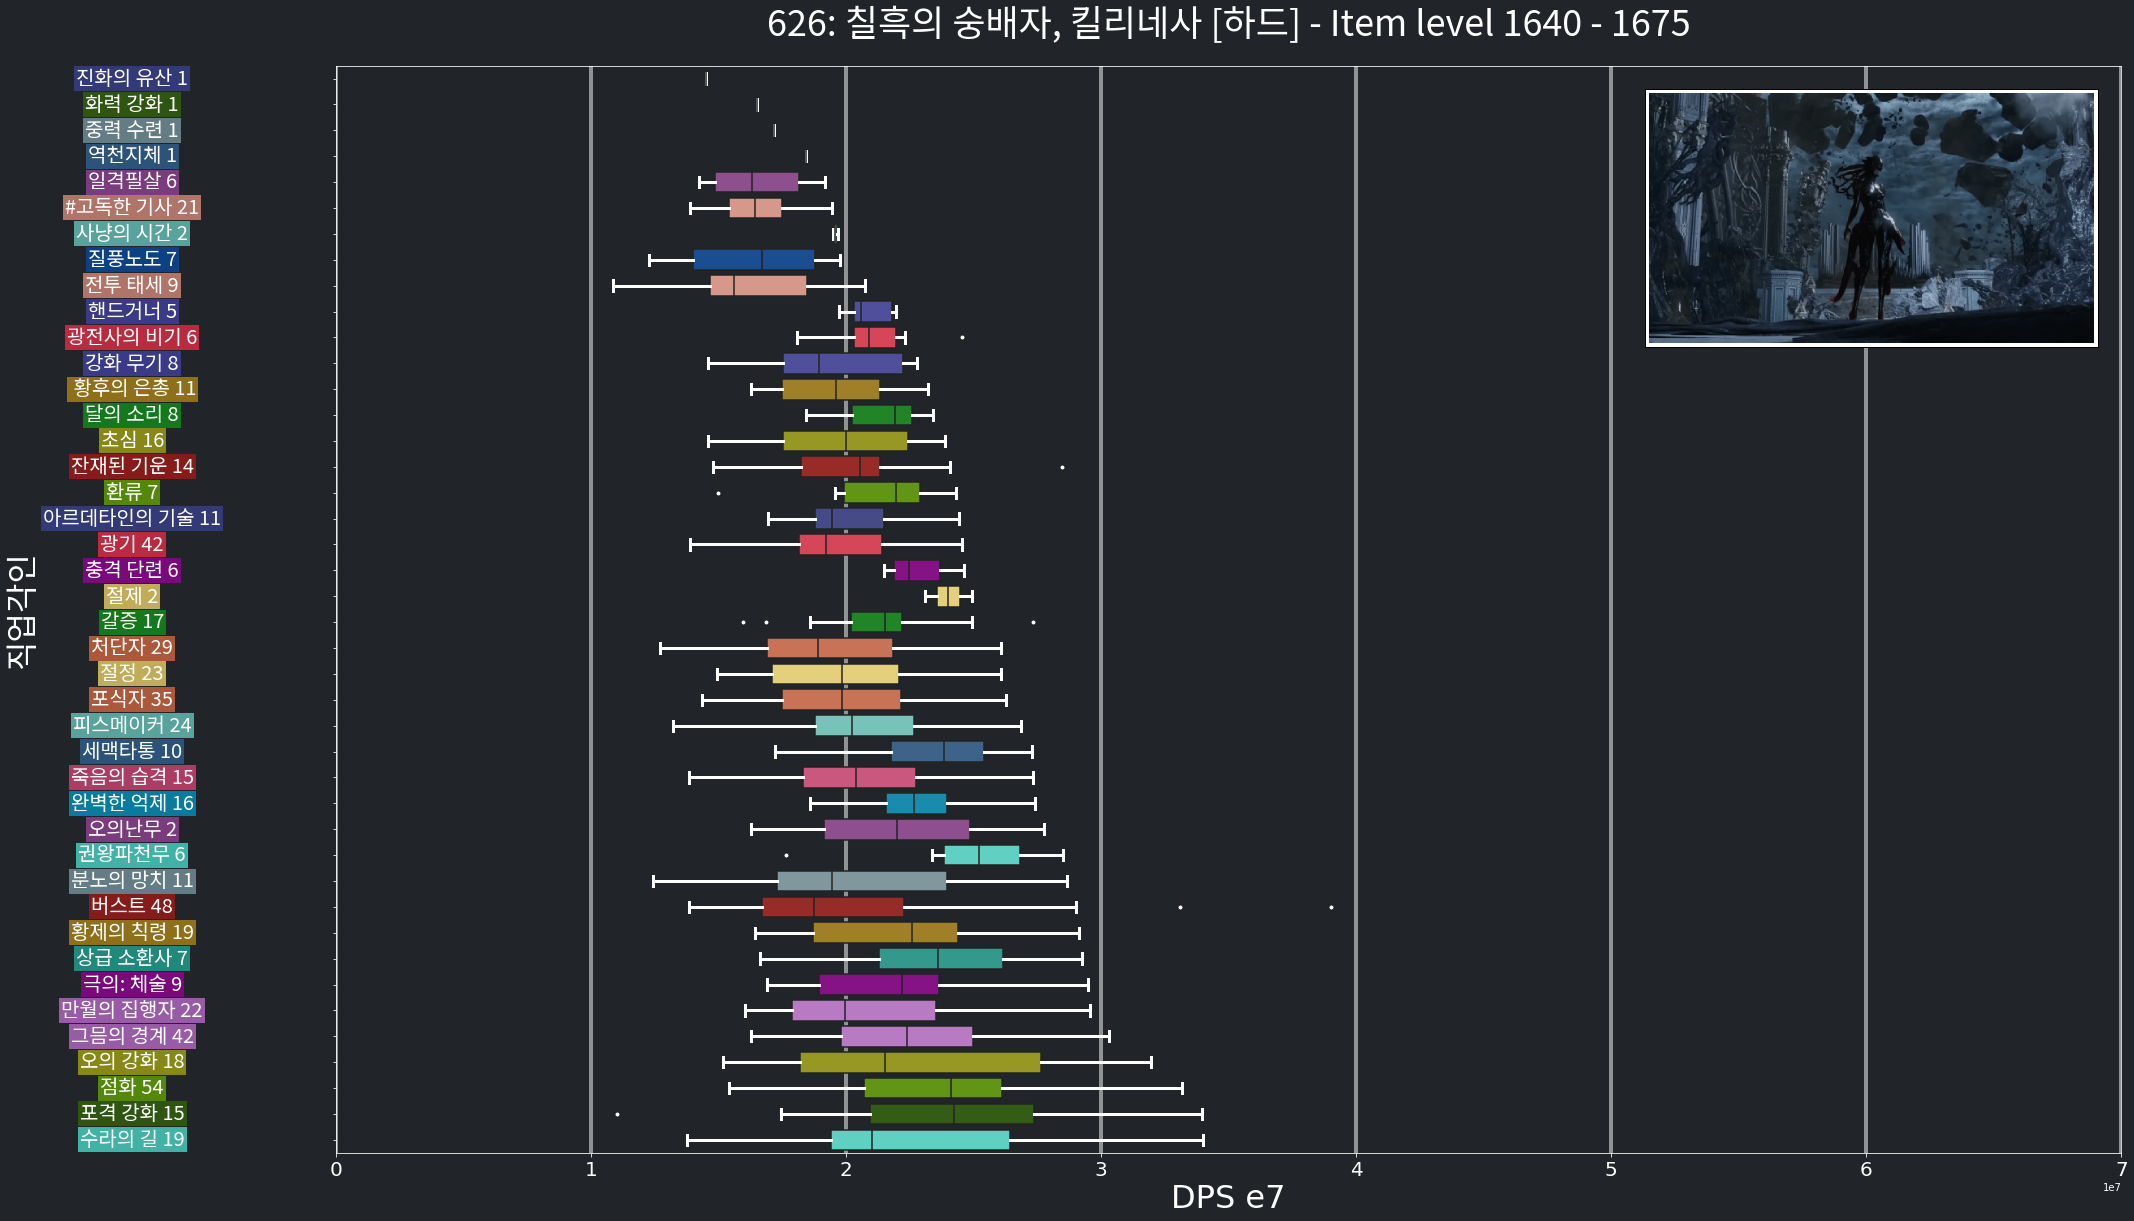 626: 칠흑의 숭배자, 킬리네사 [하드] - Item level 1640 - 1675
진화의 유산 1
화력 강화 1
중력 수련 1
역천지체 1
일격필살 6
#고독한 기사 21
사냥의 시간 2
질풍노도 7
전투 태세 9
핸드거너 5
광전사의 비기 6
강화 무기 8
황후의 은총 11
달의 소리 8
초심 16
잔재된 기운 14
환류 7
아르데타인의 기술 11
광기 42
충격 단련 6
절제 2
갈증 17
처단자 29
절정 23
포식자 35
피스메이커 24
세맥타통 10
죽음의 습격 15
완벽한 억제 16
오의난무 2
권왕파천무 6
분노의 망치 11
버스트 48
황제의 칙령 19
상급 소환사 7
극의: 체술 9
만월의 집행자 22
그믐의 경계 42
오의 강화 18
점화 54
포격 강화 15
수라의 길 19
직업각인
0 1 2 3 4 5 6 7
1e7
DPS e7